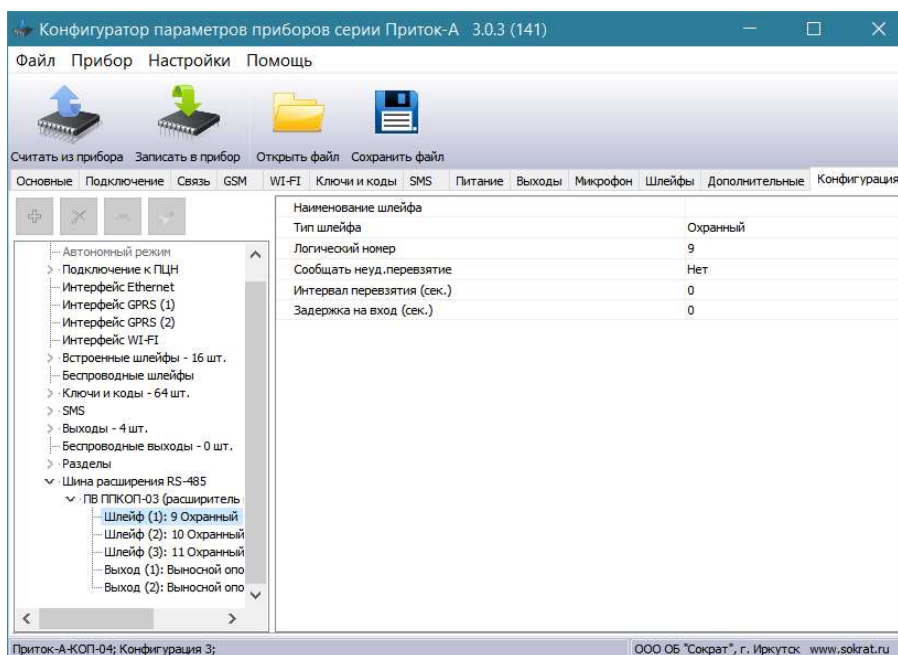 Конфигуратор параметров приборов серии Приток-А 3.0.3 (141)
Файл Прибор Настройки Помощь
Считать из прибора Записать в прибор Открыть файл Сохранить файл
Основные Подключение Связь GSM WI-FI Ключи и коды SMS Питание Выходы Микрофон Шлейфы Дополнительные Конфигурация
Автономный режим
Подключение к ПЦН
Интерфейс Ethernet
Интерфейс GPRS (1)
Интерфейс GPRS (2)
Интерфейс WI-FI
Встроенные шлейфы - 16 шт.
Беспроводные шлейфы
Ключи и коды - 64 шт.
SMS
Выходы - 4 шт.
Беспроводные выходы - 0 шт.
Разделы
Шина расширения RS-485
ПВ ППКОП-03 (расширитель
Шлейф (1): 9 Охранный
Шлейф (2): 10 Охранный
Шлейф (3): 11 Охранный
Выход (1): Выносной опо
Выход (2): Выносной опо
Наименование шлейфа
Тип шлейфа Охранный
Логический номер 9
Сообщать неуд.перевзятие Нет
Интервал перевзятия (сек.) 0
Задержка на вход (сек.) 0
Приток-А-КОП-04; Конфигурация 3; ООО ОБ "Сократ", г. Иркутск www.sokrat.ru